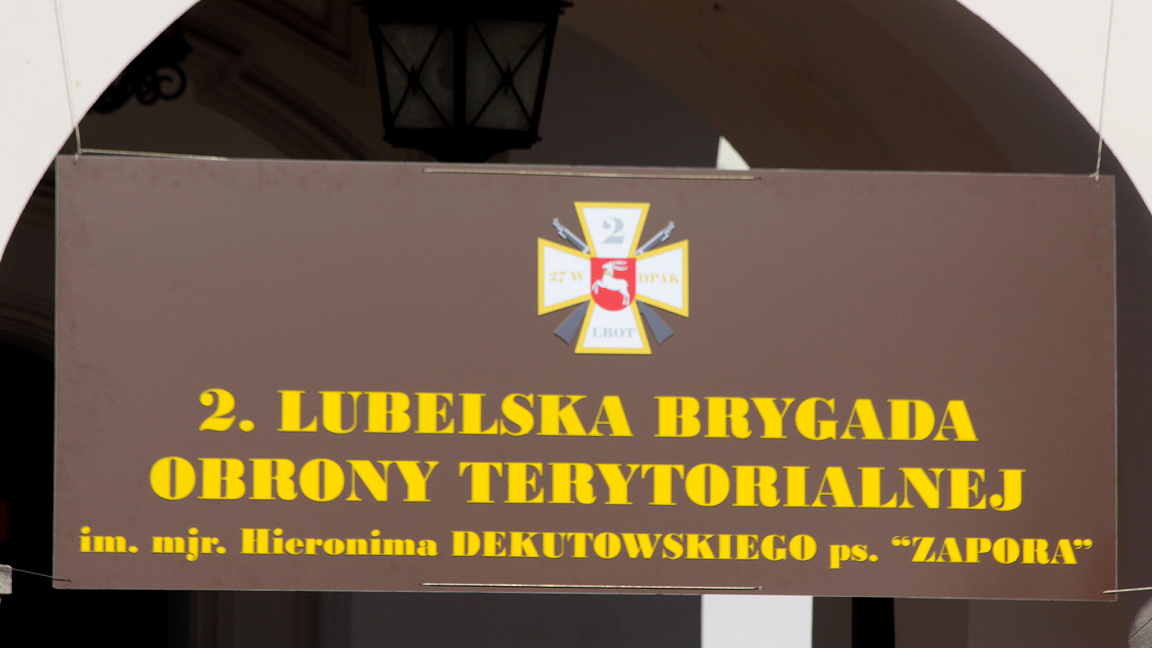 2
27 W DPAK
LBOT
2. LUBELSKA BRYGADA
OBRONY TERYTORIALNEJ
im. mjr. Hieronima DEKUTOWSKIEGO ps. “ZAPORA”